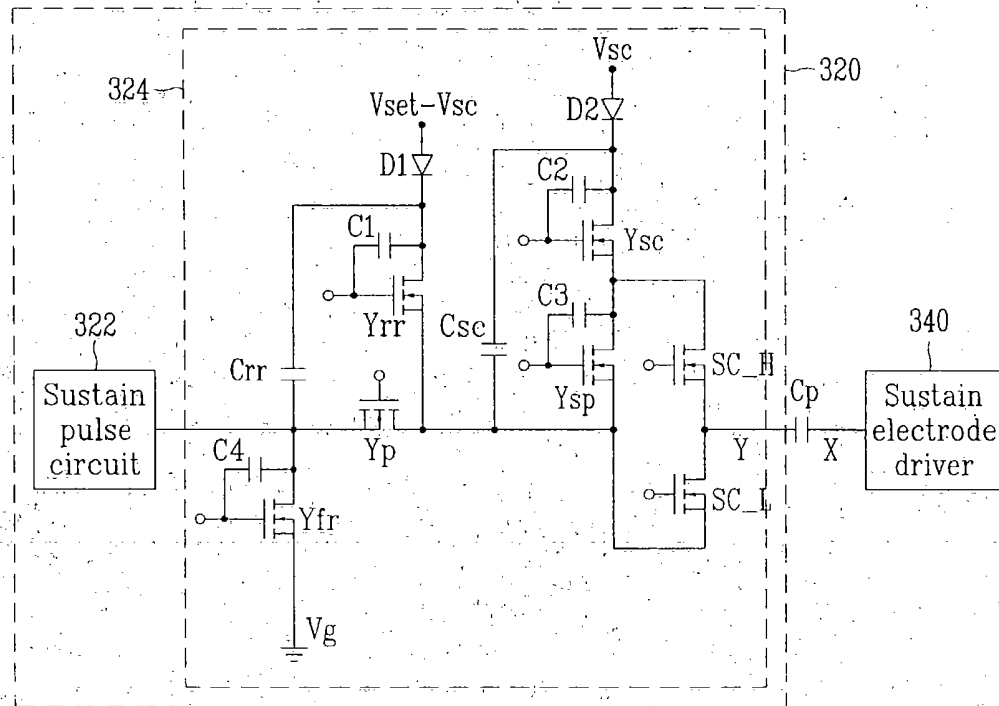 Vsc
320
324
Vset-Vsc
D2
D1
C2
C1
Ysc
C3
322
Yrr
Csc
340
Crr
Ysp
SC_H
Cp
Sustain
pulse
circuit
Sustain
electrode
driver
Yp
Y
X
C4
SC_L
Yfr
Vg